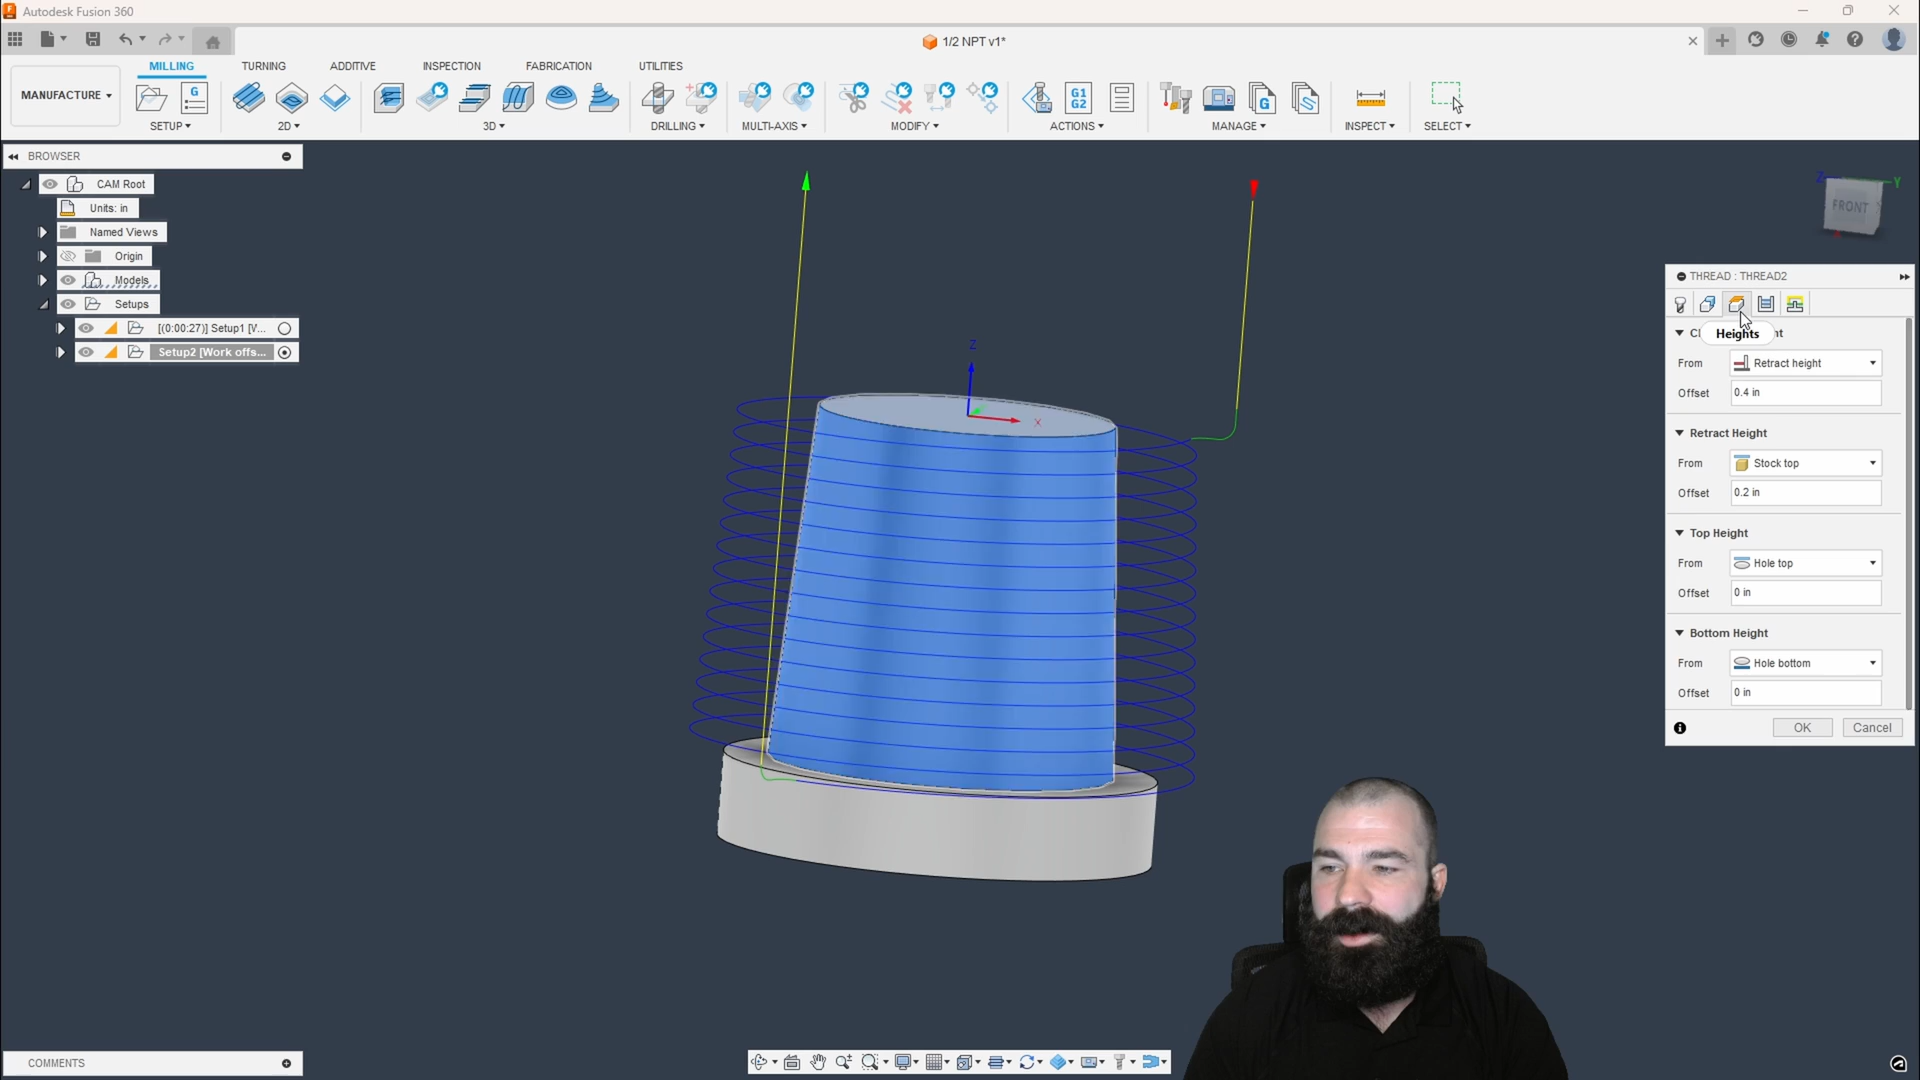 Autodesk Fusion 360
1/2 NPT v1*
MILLING TURNING ADDITIVE INSPECTION FABRICATION UTILITIES
MANUFACTURE
G
G1
G2
G
S
SETUP 2D 3D DRILLING MULTI-AXIS MODIFY ACTIONS MANAGE INSPECT SELECT
BROWSER
CAM Root
Units: in
Named Views
Origin
Models
Setups
[(0:00:27)] Setup1 [V...
Setup2 [Work offs...
Z
X
Z
Y
FRONT
THREAD : THREAD2
Heights
From Retract height
Offset 0.4 in
Retract Height
From Stock top
Offset 0.2 in
Top Height
From Hole top
Offset 0 in
Bottom Height
From Hole bottom
Offset 0 in
OK Cancel
COMMENTS